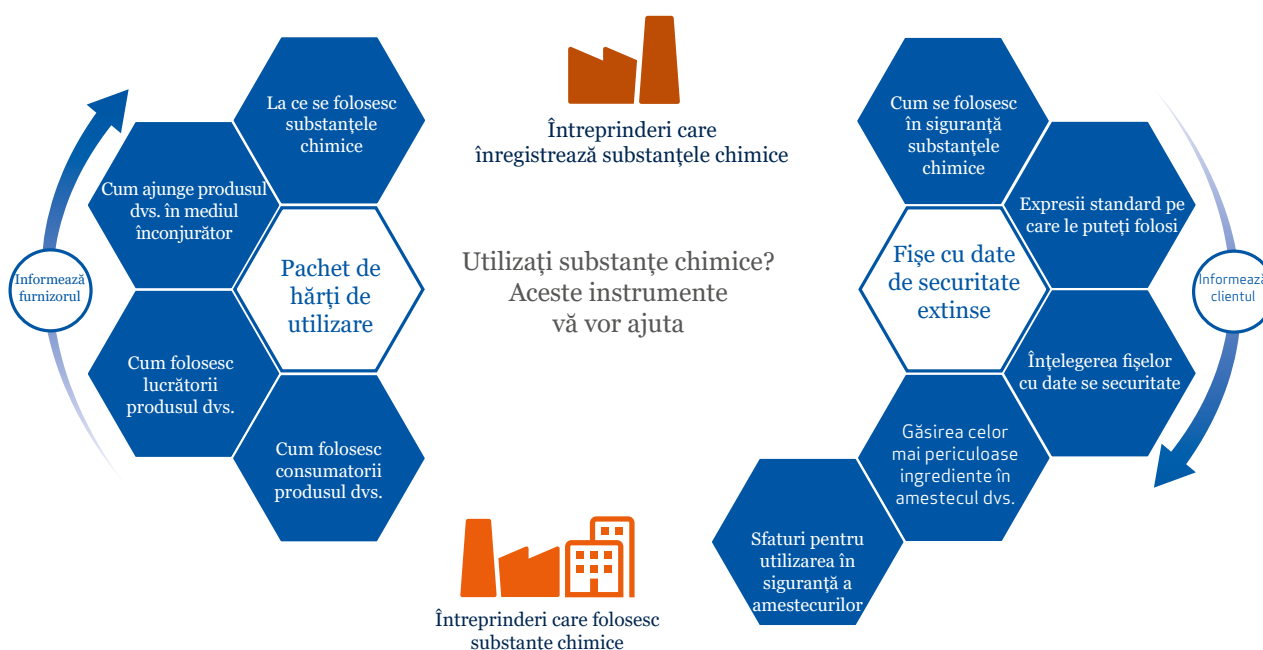 La ce se folosesc
substanțele
chimice
Cum ajunge produsul
dvs. în mediul
înconjurător
Informează
furnizorul
Pachet de
hărți de
utilizare
Cum folosesc
lucrătorii
produsul dvs.
Cum folosesc
consumatorii
produsul dvs.
Întreprinderi care
înregistrează substanțele chimice
Utilizați substanțe chimice?
Aceste instrumente
vă vor ajuta
Întreprinderi care folosesc
substante chimice
Cum se folosesc
în siguranță
substanțele
chimice
Expresii standard pe
care le puteți folosi
Fișe cu date
de securitate
extinse
Informează
clientul
Înțelegerea fișelor
cu date se securitate
Găsirea celor
mai periculoase
ingrediente în
amestecul dvs.
Sfaturi pentru
utilizarea în
siguranță a
amestecurilor